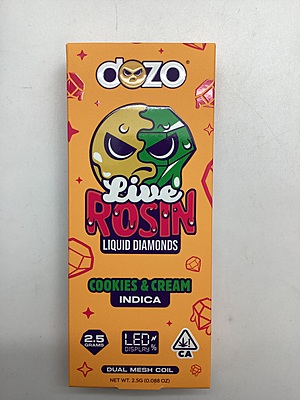 dozo®
Live
ROSIN
LIQUID DIAMONDS
COOKIES & CREAM
INDICA
2.5
GRAMS
LED
DISPLAY %
CA
DUAL MESH COIL
NET WT. 2.5G (0.088 OZ)